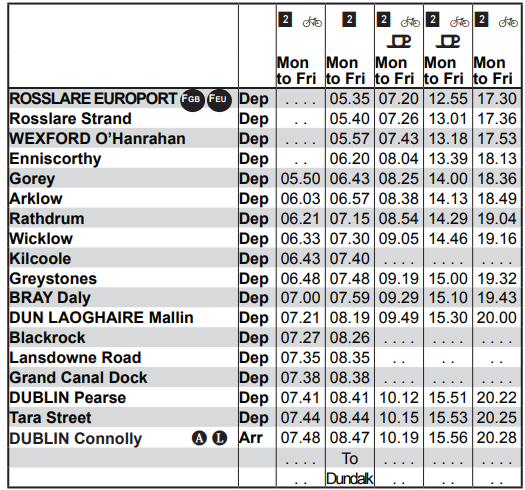 2 2 2 2 2
Mon Mon Mon Mon Mon
to Fri to Fri to Fri to Fri to Fri
ROSSLARE EUROPORT FGB FEU Dep . . . . 05.35 07.20 12.55 17.30
Rosslare Strand Dep . . 05.40 07.26 13.01 17.36
WEXFORD O’Hanrahan Dep . . . . 05.57 07.43 13.18 17.53
Enniscorthy Dep . . 06.20 08.04 13.39 18.13
Gorey Dep 05.50 06.43 08.25 14.00 18.36
Arklow Dep 06.03 06.57 08.38 14.13 18.49
Rathdrum Dep 06.21 07.15 08.54 14.29 19.04
Wicklow Dep 06.33 07.30 09.05 14.46 19.16
Kilcoole Dep 06.43 07.40 . . . . . . . . . . . .
Greystones Dep 06.48 07.48 09.19 15.00 19.32
BRAY Daly Dep 07.00 07.59 09.29 15.10 19.43
DUN LAOGHAIRE Mallin Dep 07.21 08.19 09.49 15.30 20.00
Blackrock Dep 07.27 08.26 . . . . . . . . . . . .
Lansdowne Road Dep 07.35 08.35 . . . . . .
Grand Canal Dock Dep 07.38 08.38 . . . . . . . . . . . .
DUBLIN Pearse Dep 07.41 08.41 10.12 15.51 20.22
Tara Street Dep 07.44 08.44 10.15 15.53 20.25
DUBLIN Connolly A L Arr 07.48 08.47 10.19 15.56 20.28
. . . . To . . . . . . . . . . . .
. . Dundalk . . . . . .